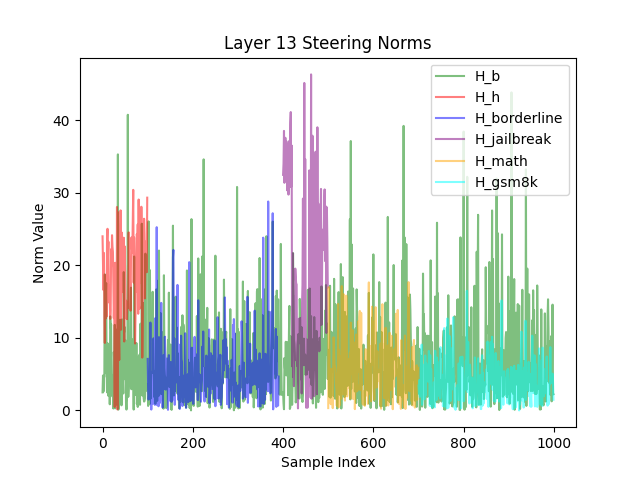 Layer 13 Steering Norms
H_b
H_h
H_borderline
H_jailbreak
H_math
H_gsm8k
Norm Value
40
30
20
10
0
0 200 400 600 800 1000
Sample Index